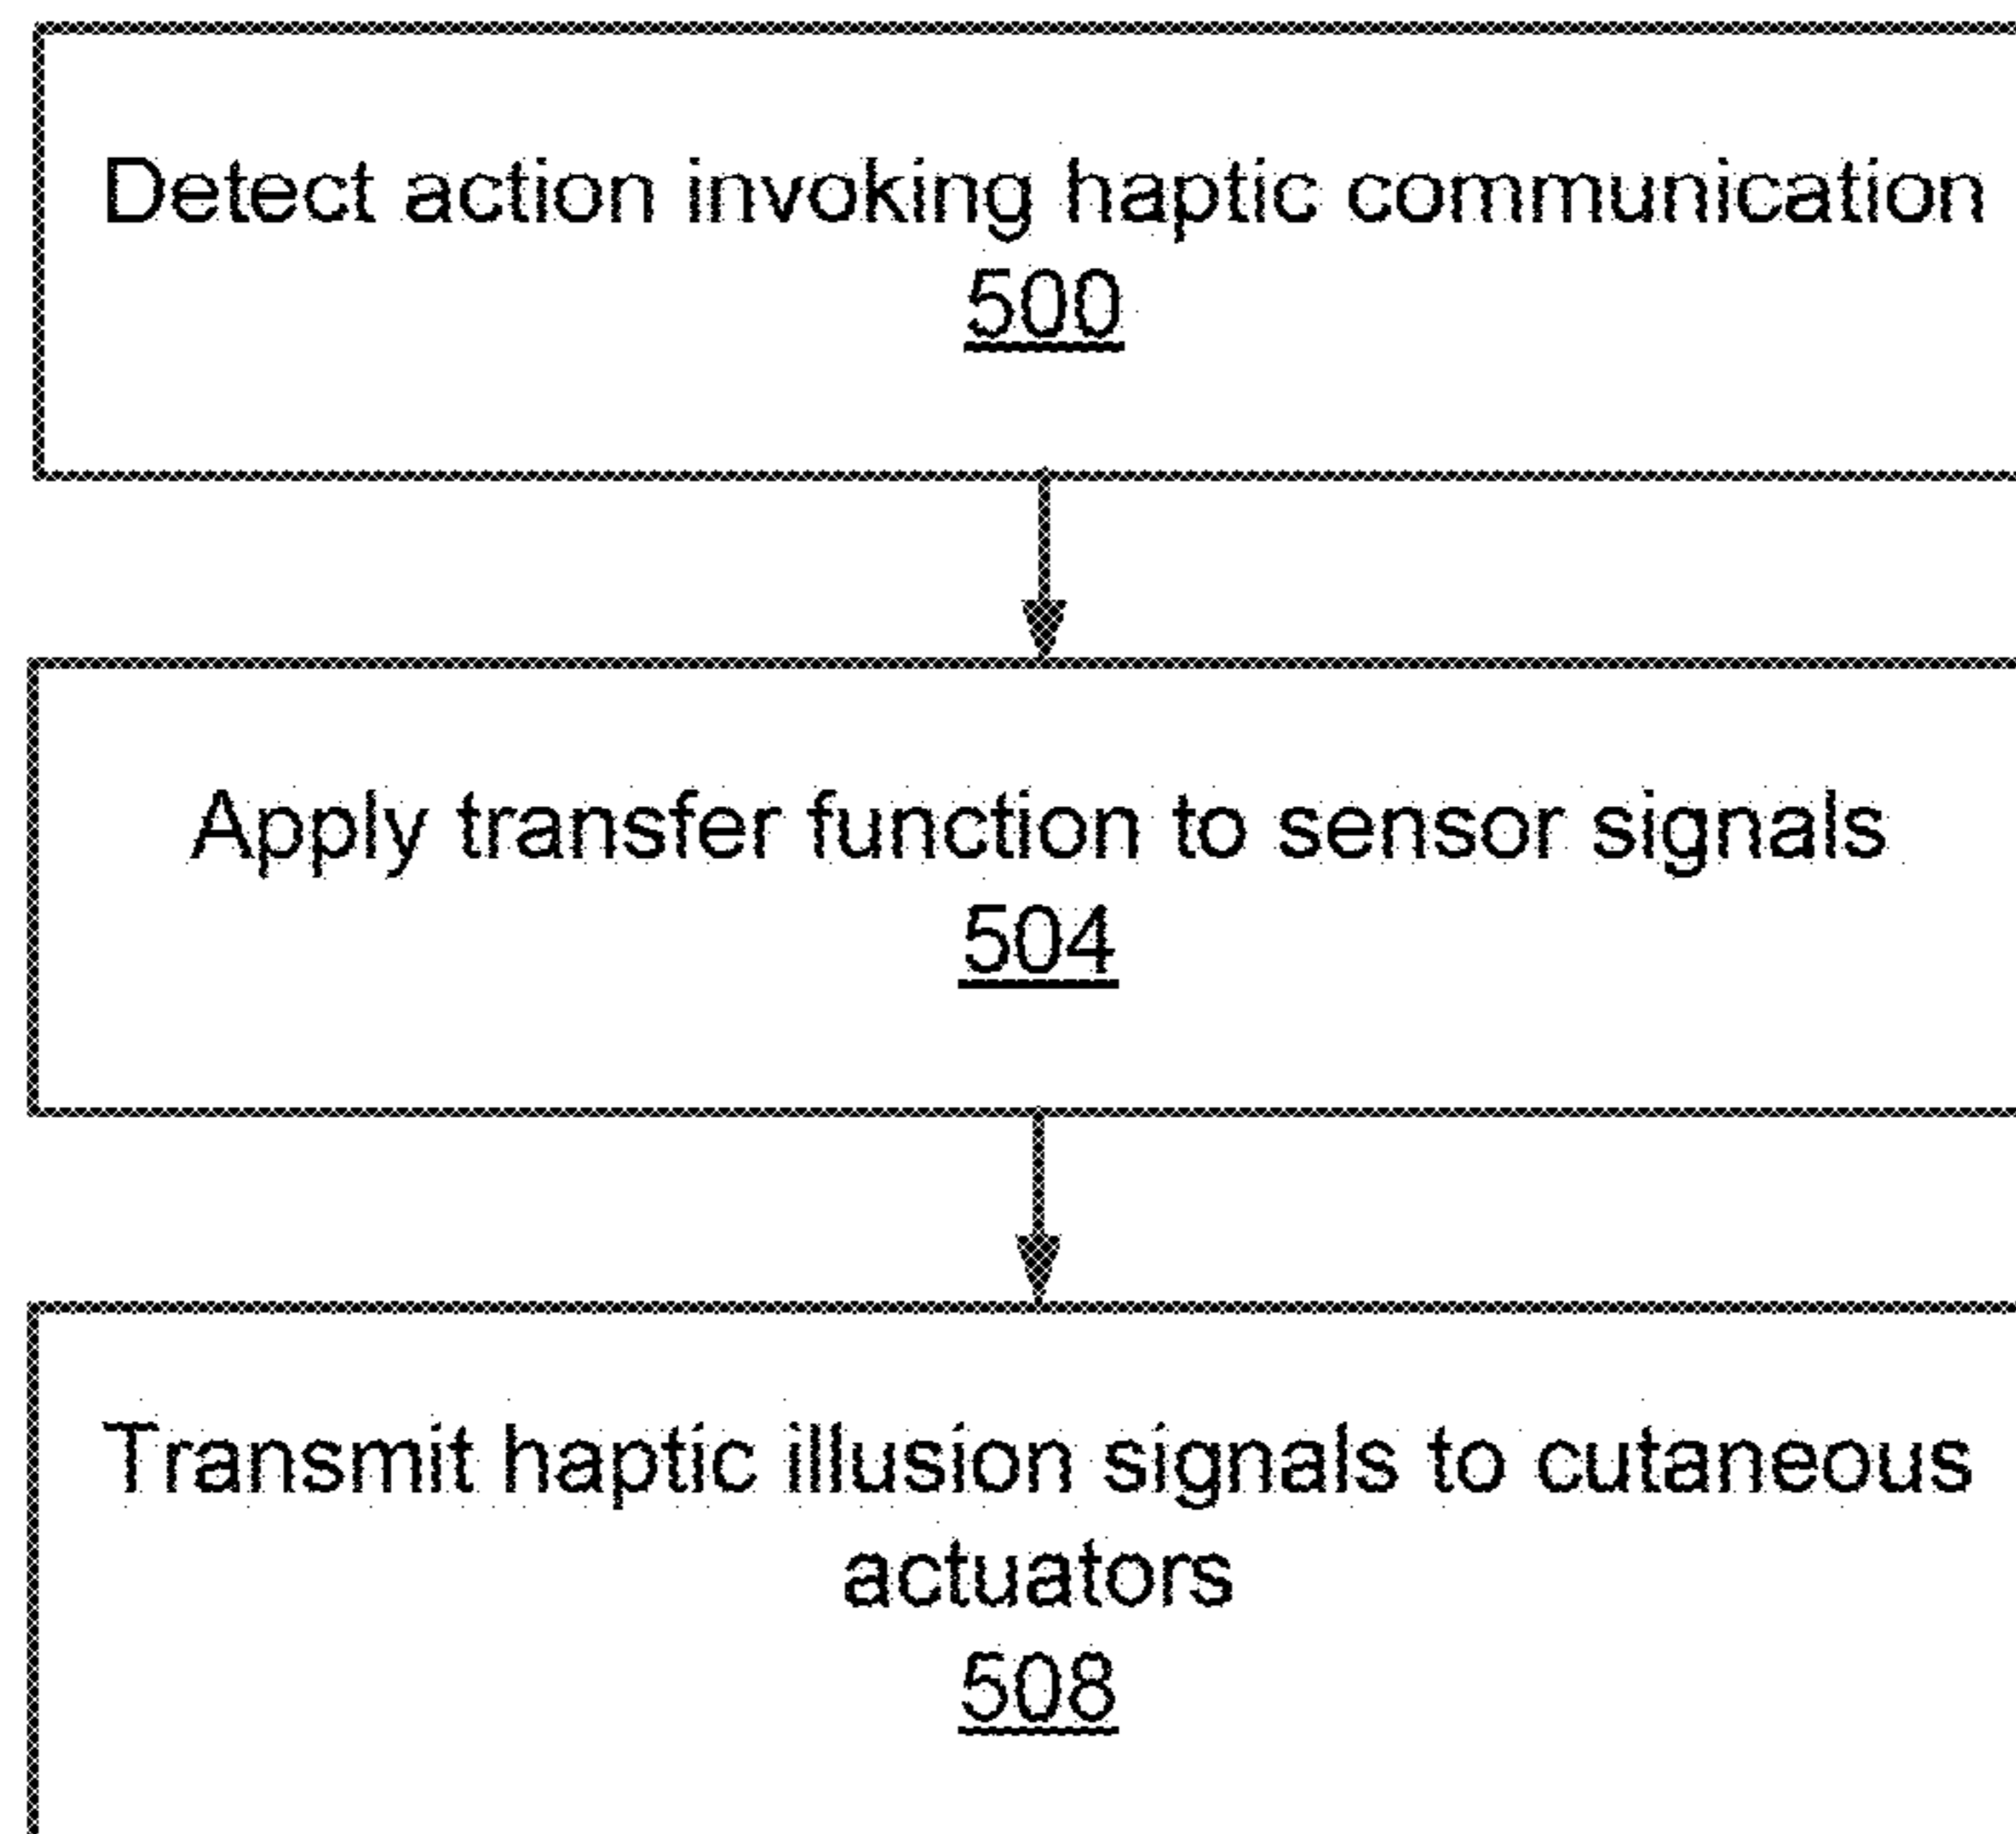 Detect action invoking haptic communication
500
Apply transfer function to sensor signals
504
Transmit haptic illusion signals to cutaneous
actuators
508